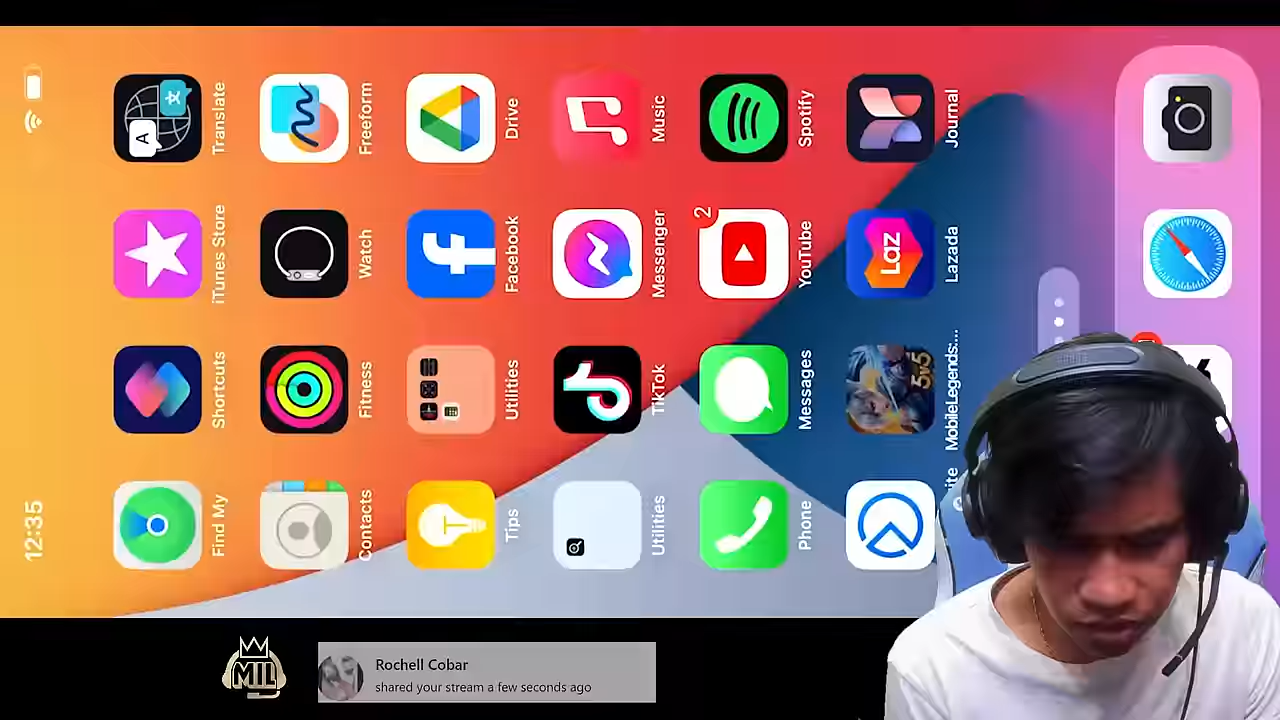 12:35
Find My
Shortcuts
iTunes Store
Translate
Contacts
Fitness
Watch
Freeform
Tips
Utilities
Facebook
Drive
Utilities
TikTok
Messenger
Music
Phone
Messages
YouTube
2
Spotify
MobileLegends:...
5v5
Lazada
LOZ
Journal
A
文
MIL
Rochell Cobar
shared your stream a few seconds ago